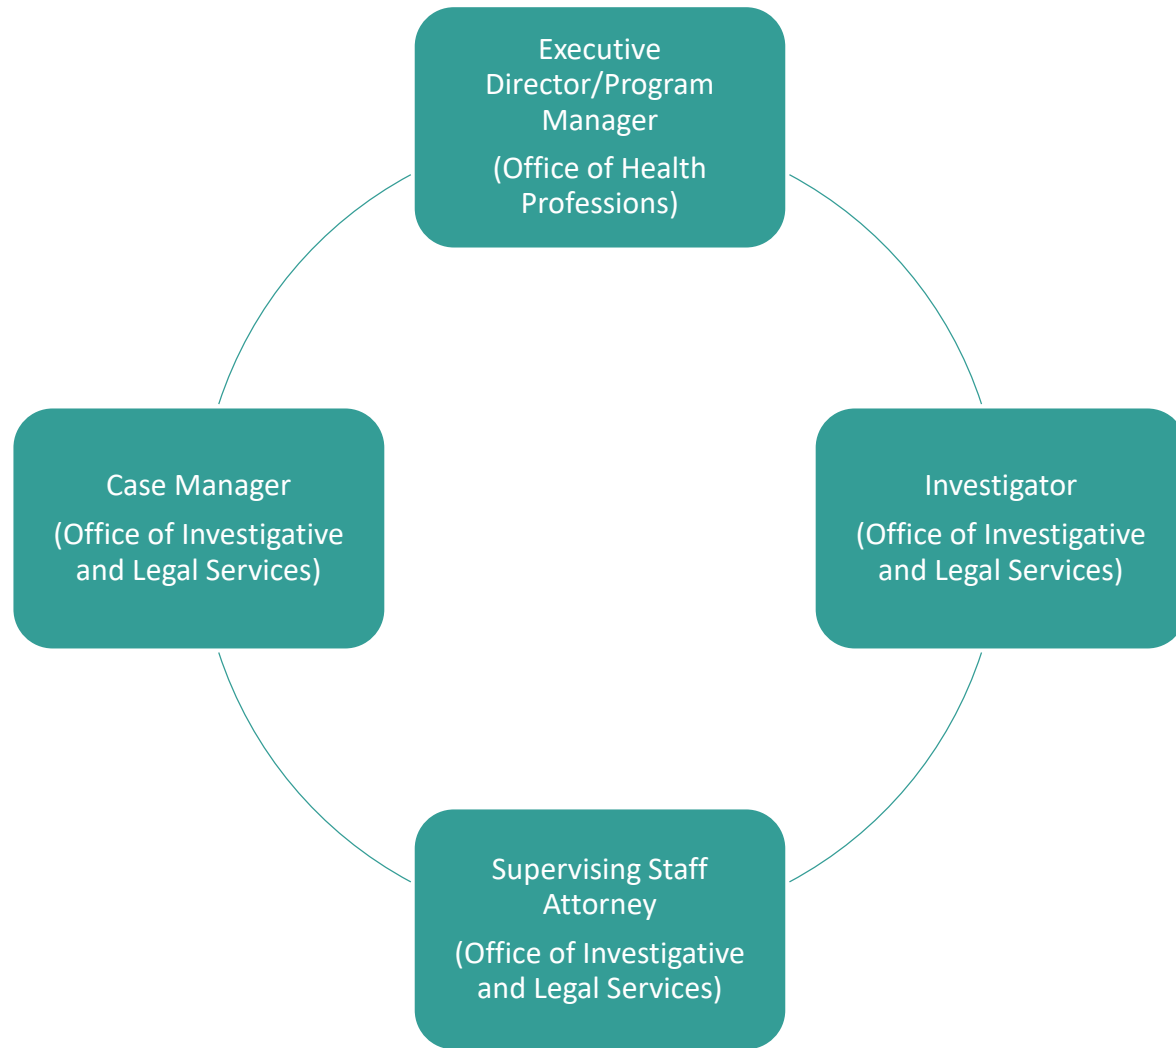 Executive
Director/Program
Manager
(Office of Health
Professions)
Case Manager
(Office of Investigative
and Legal Services)
Investigator
(Office of Investigative
and Legal Services)
Supervising Staff
Attorney
(Office of Investigative
and Legal Services)